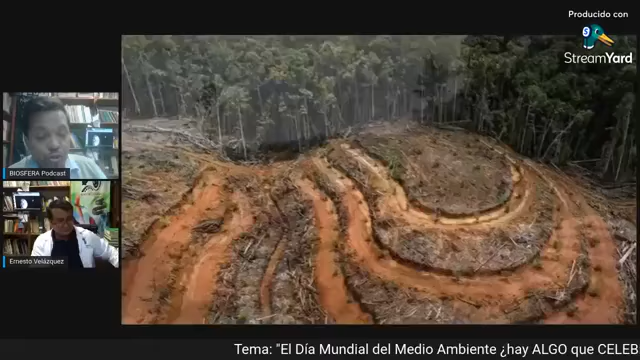 Producido con
StreamYard
BIOSFERA Podcast
Ernesto Velázquez
Tema: "El Día Mundial del Medio Ambiente ¿hay ALGO que CELEB